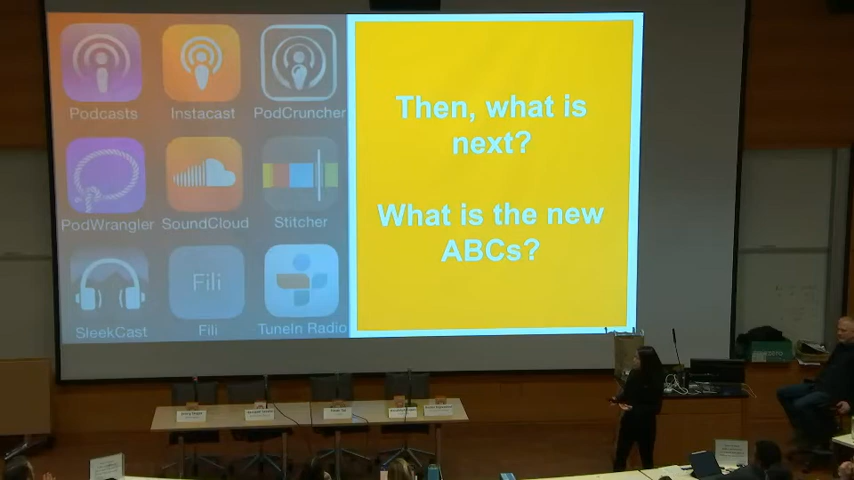 Podcasts
Instacast
PodCruncher
PodWrangler
SoundCloud
Stitcher
Fili
SleekCast
Fili
TuneIn Radio
Then, what is
next?
What is the new
ABCs?